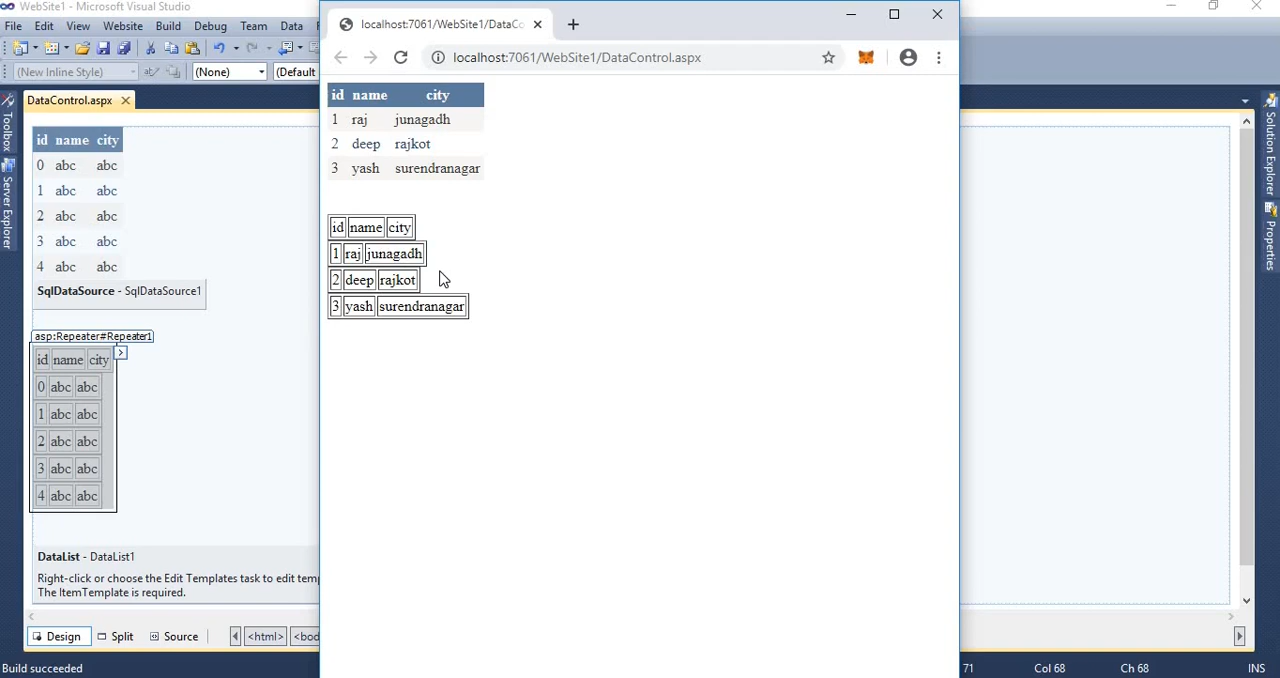 WebSite1 - Microsoft Visual Studio
File Edit View Website Build Debug Team Data
(New Inline Style) (None) (Default
DataControl.aspx
Toolbox
Server Explorer
id name city
0 abc abc
1 abc abc
2 abc abc
3 abc abc
4 abc abc
SqlDataSource - SqlDataSource1
asp:Repeater#Repeater1
id name city
0 abc abc
1 abc abc
2 abc abc
3 abc abc
4 abc abc
DataList - DataList1
Right-click or choose the Edit Templates task to edit temp
The ItemTemplate is required.
Design Split Source <html> <bod
Build succeeded
localhost:7061/WebSite1/DataCo
localhost:7061/WebSite1/DataControl.aspx
id name city
1 raj junagadh
2 deep rajkot
3 yash surendranagar
id name city
1 raj junagadh
2 deep rajkot
3 yash surendranagar
Solution Explorer
Properties
71 Col 68 Ch 68 INS